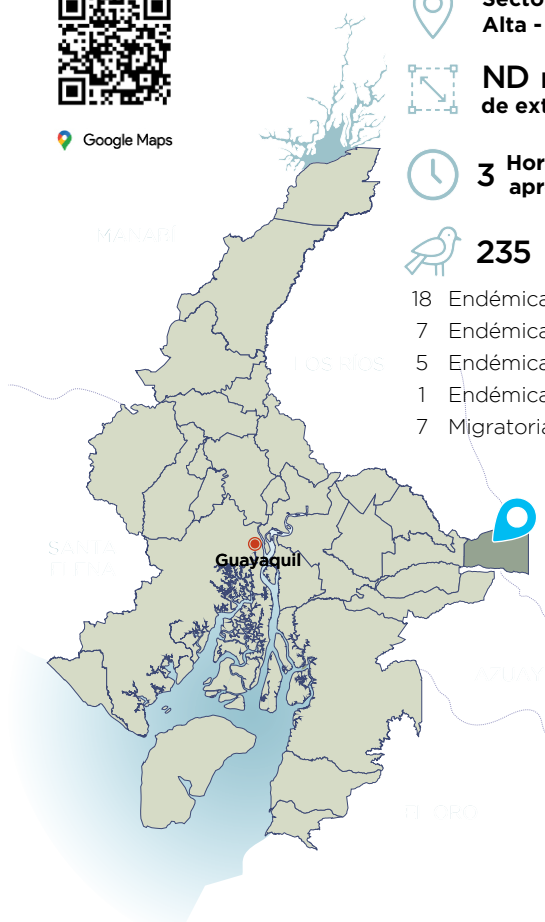 Sector
Alta -
ND
de ext
3 Hor
apr
235
18 Endémica
7 Endémica
5 Endémica
1 Endémica
7 Migratoria
Google Maps
MANABÍ
LOS RÍOS
SANTA
ELENA
Guayaquil
AZUAY
EL ORO